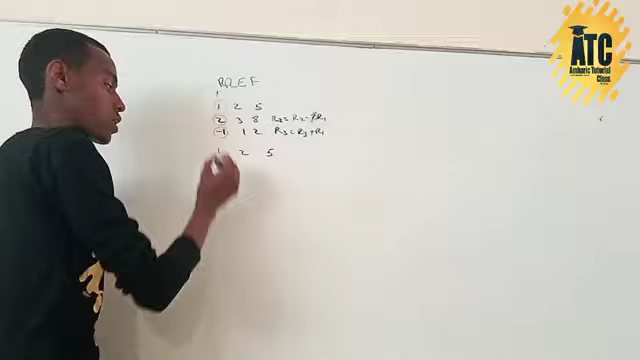 RREF
1 2 5
2 3 8 R2=R2-2R1
-1 1 2 R3=R3+R1
1 2 5
ATC
Amharic Tutorial
Class